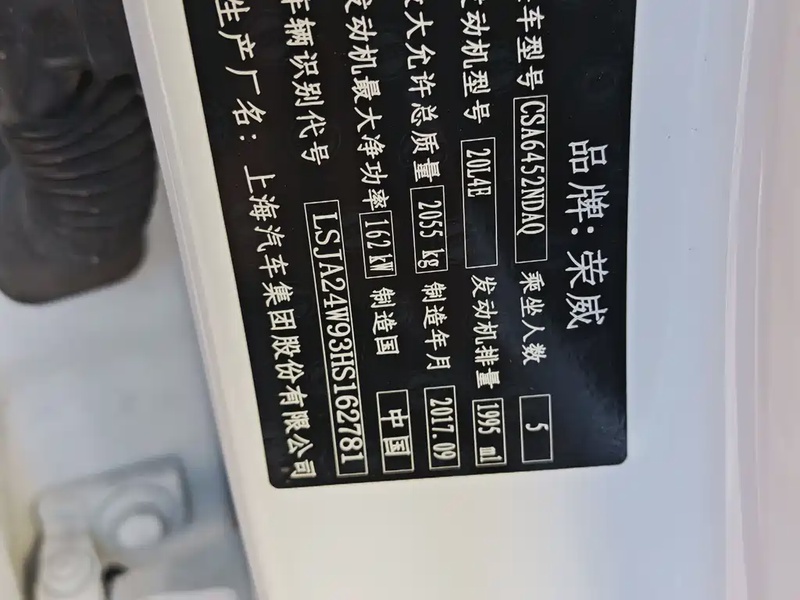 品牌: 荣威
车型号 CSA6452NDAQ 乘坐人数 5
发动机型号 20L4E 发动机排量 1995 ml
大允许总质量 2055 kg 制造年月 2017.09
发动机最大净功率 162 kW 制造国 中国
车辆识别代号 LSJA24W93HS162781
生产厂名: 上海汽车集团股份有限公司